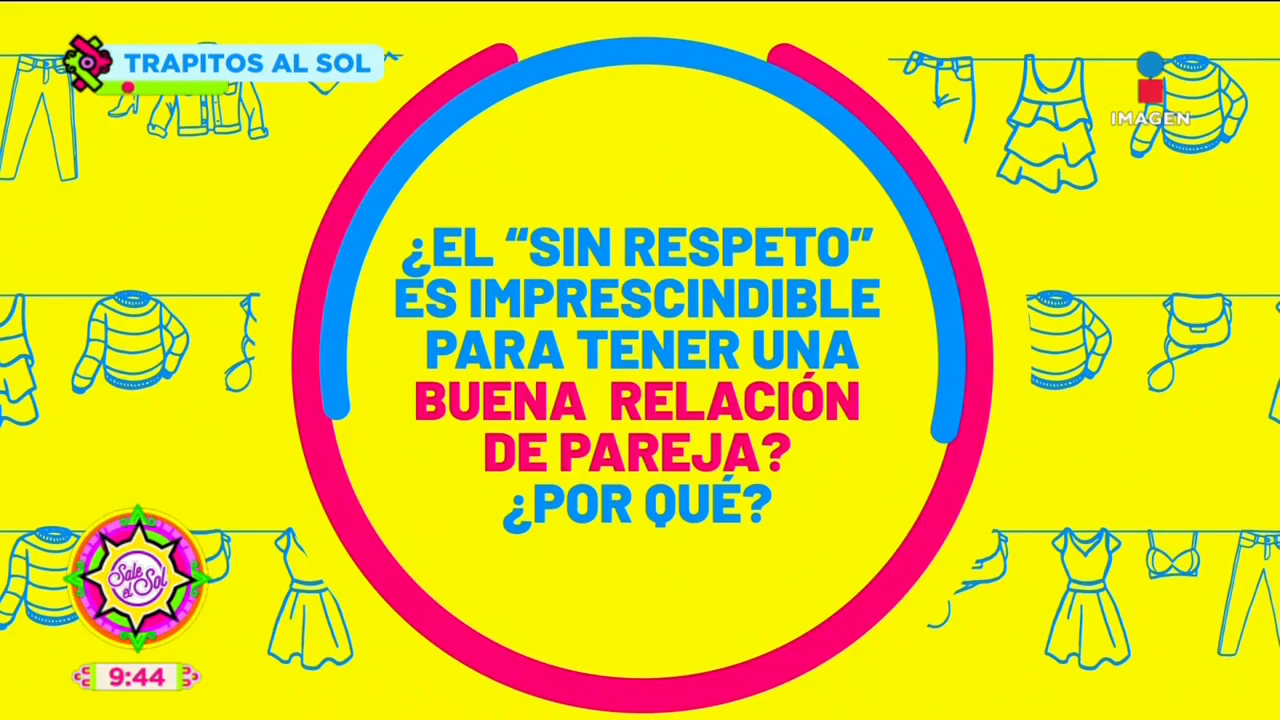 TRAPITOS AL SOL
IMAGEN
¿EL “SIN RESPETO”
ES IMPRESCINDIBLE
PARA TENER UNA
BUENA RELACIÓN
DE PAREJA?
¿POR QUÉ?
Sale
el Sol
9:44